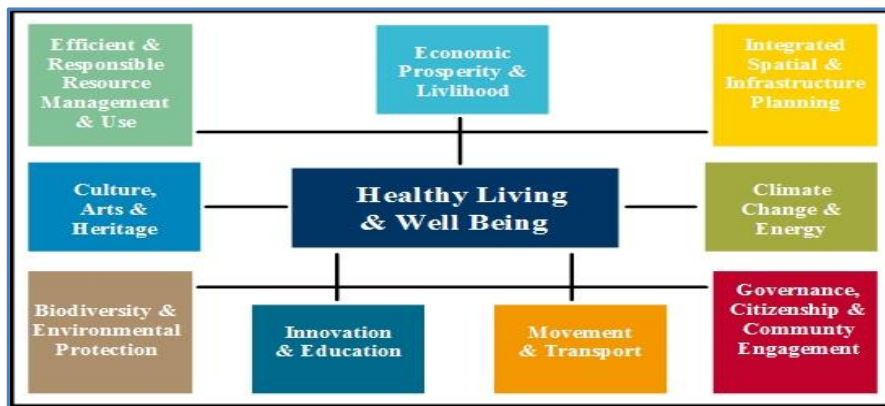 Efficient &
Responsible
Resource
Management
& Use
Economic
Prosperity &
Livlihood
Integrated
Spatial &
Infrastructure
Planning
Culture,
Arts &
Heritage
Healthy Living
& Well Being
Climate
Change &
Energy
Biodiversity &
Environmental
Protection
Innovation
& Education
Movement
& Transport
Governance,
Citizenship &
Communty
Engagement